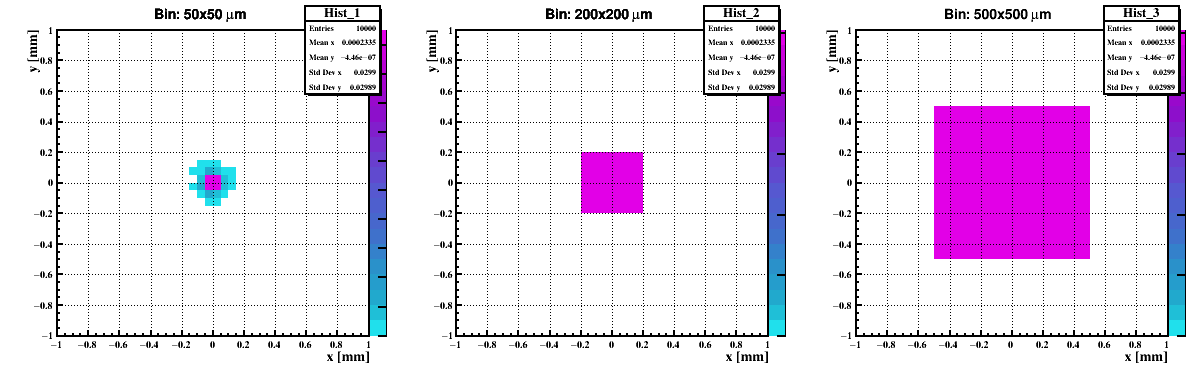 Bin: 50x50 μm
Hist_1
Entries 10000
Mean x 0.0002335
Mean y −4.46e−07
Std Dev x 0.0299
Std Dev y 0.02989
y [mm]
1
0.8
0.6
0.4
0.2
0
−0.2
−0.4
−0.6
−0.8
−1
−1 −0.8 −0.6 −0.4 −0.2 0 0.2 0.4 0.6 0.8 1
x [mm]
Bin: 200x200 μm
Hist_2
Entries 10000
Mean x 0.0002335
Mean y −4.46e−07
Std Dev x 0.0299
Std Dev y 0.02989
y [mm]
1
0.8
0.6
0.4
0.2
0
−0.2
−0.4
−0.6
−0.8
−1
−1 −0.8 −0.6 −0.4 −0.2 0 0.2 0.4 0.6 0.8 1
x [mm]
Bin: 500x500 μm
Hist_3
Entries 10000
Mean x 0.0002335
Mean y −4.46e−07
Std Dev x 0.0299
Std Dev y 0.02989
y [mm]
1
0.8
0.6
0.4
0.2
0
−0.2
−0.4
−0.6
−0.8
−1
−1 −0.8 −0.6 −0.4 −0.2 0 0.2 0.4 0.6 0.8 1
x [mm]